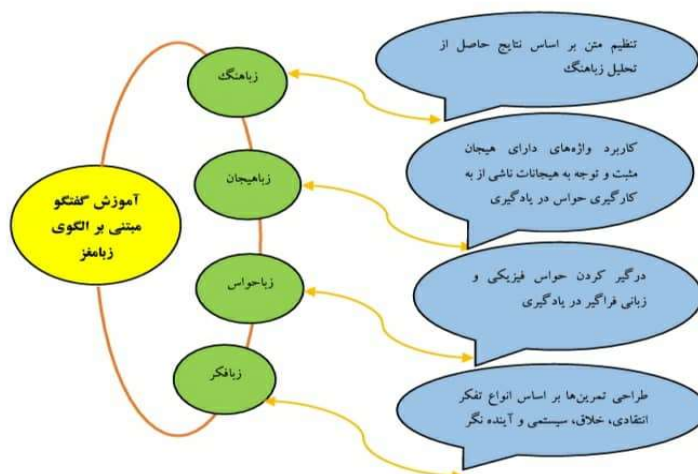 تنظیم متن بر اساس نتایج حاصل از
تحلیل زباهنگ
زباهنگ
کاربرد واژه‌های دارای هیجان
مثبت و توجه به هیجانات ناشی از به
کارگیری حواس در یادگیری
زباهیجان
آموزش گفتگو
مبتنی بر الگوی
زبامغز
درگیر کردن حواس فیزیکی و
زبانی فراگیر در یادگیری
زباحواس
زبافکر
طراحی تمرین‌ها بر اساس انواع تفکر
انتقادی، خلاق، سیستمی و آینده نگر